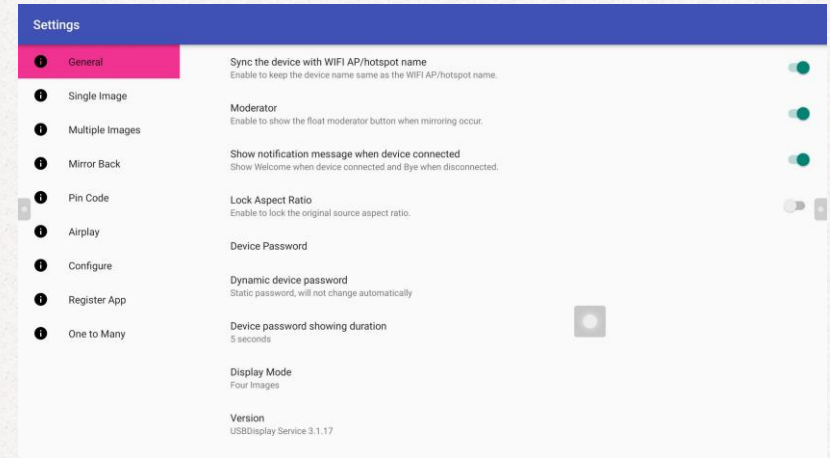 Settings
General
Single Image
Multiple Images
Mirror Back
Pin Code
Airplay
Configure
Register App
One to Many
Sync the device with WIFI AP/hotspot name
Enable to keep the device name same as the WIFI AP/hotspot name.
Moderator
Enable to show the float moderator button when mirroring occur.
Show notification message when device connected
Show Welcome when device connected and Bye when disconnected.
Lock Aspect Ratio
Enable to lock the original source aspect ratio.
Device Password
Dynamic device password
Static password, will not change automatically
Device password showing duration
5 seconds
Display Mode
Four Images
Version
USBDisplay Service 3.1.17